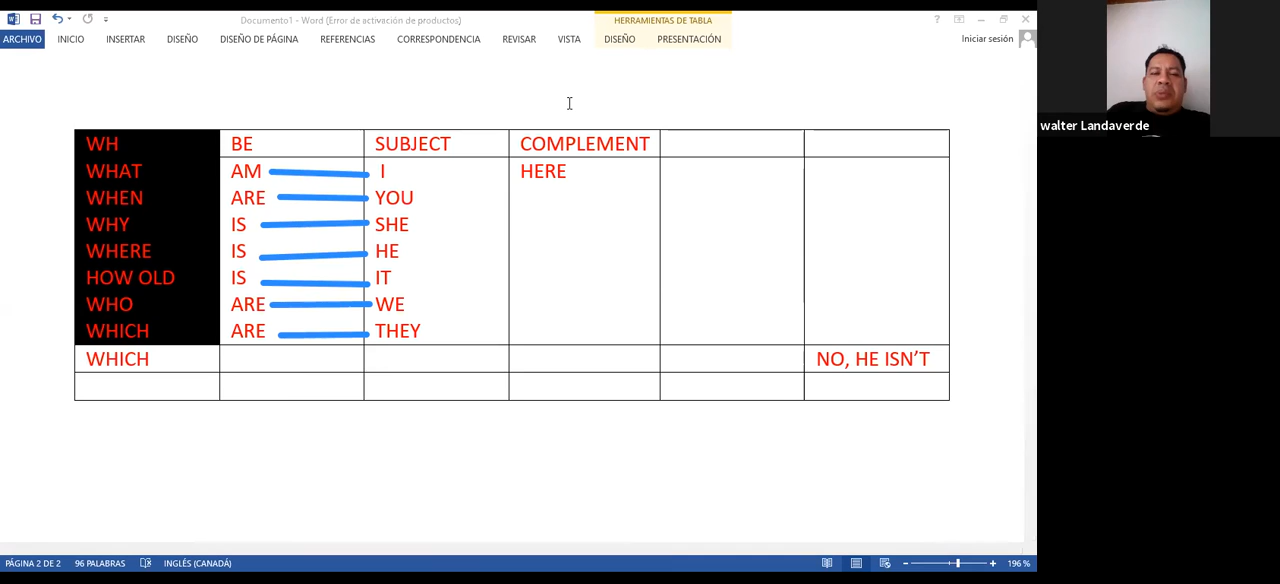 Documento1 - Word (Error de activación de productos)
HERRAMIENTAS DE TABLA
?
ARCHIVO INICIO INSERTAR DISEÑO DISEÑO DE PÁGINA REFERENCIAS CORRESPONDENCIA REVISAR VISTA DISEÑO PRESENTACIÓN Iniciar sesión
walter Landaverde
WH BE SUBJECT COMPLEMENT
WHAT AM I HERE
WHEN ARE YOU
WHY IS SHE
WHERE IS HE
HOW OLD IS IT
WHO ARE WE
WHICH ARE THEY
WHICH NO, HE ISN’T
PÁGINA 2 DE 2 96 PALABRAS INGLÉS (CANADÁ) 196 %